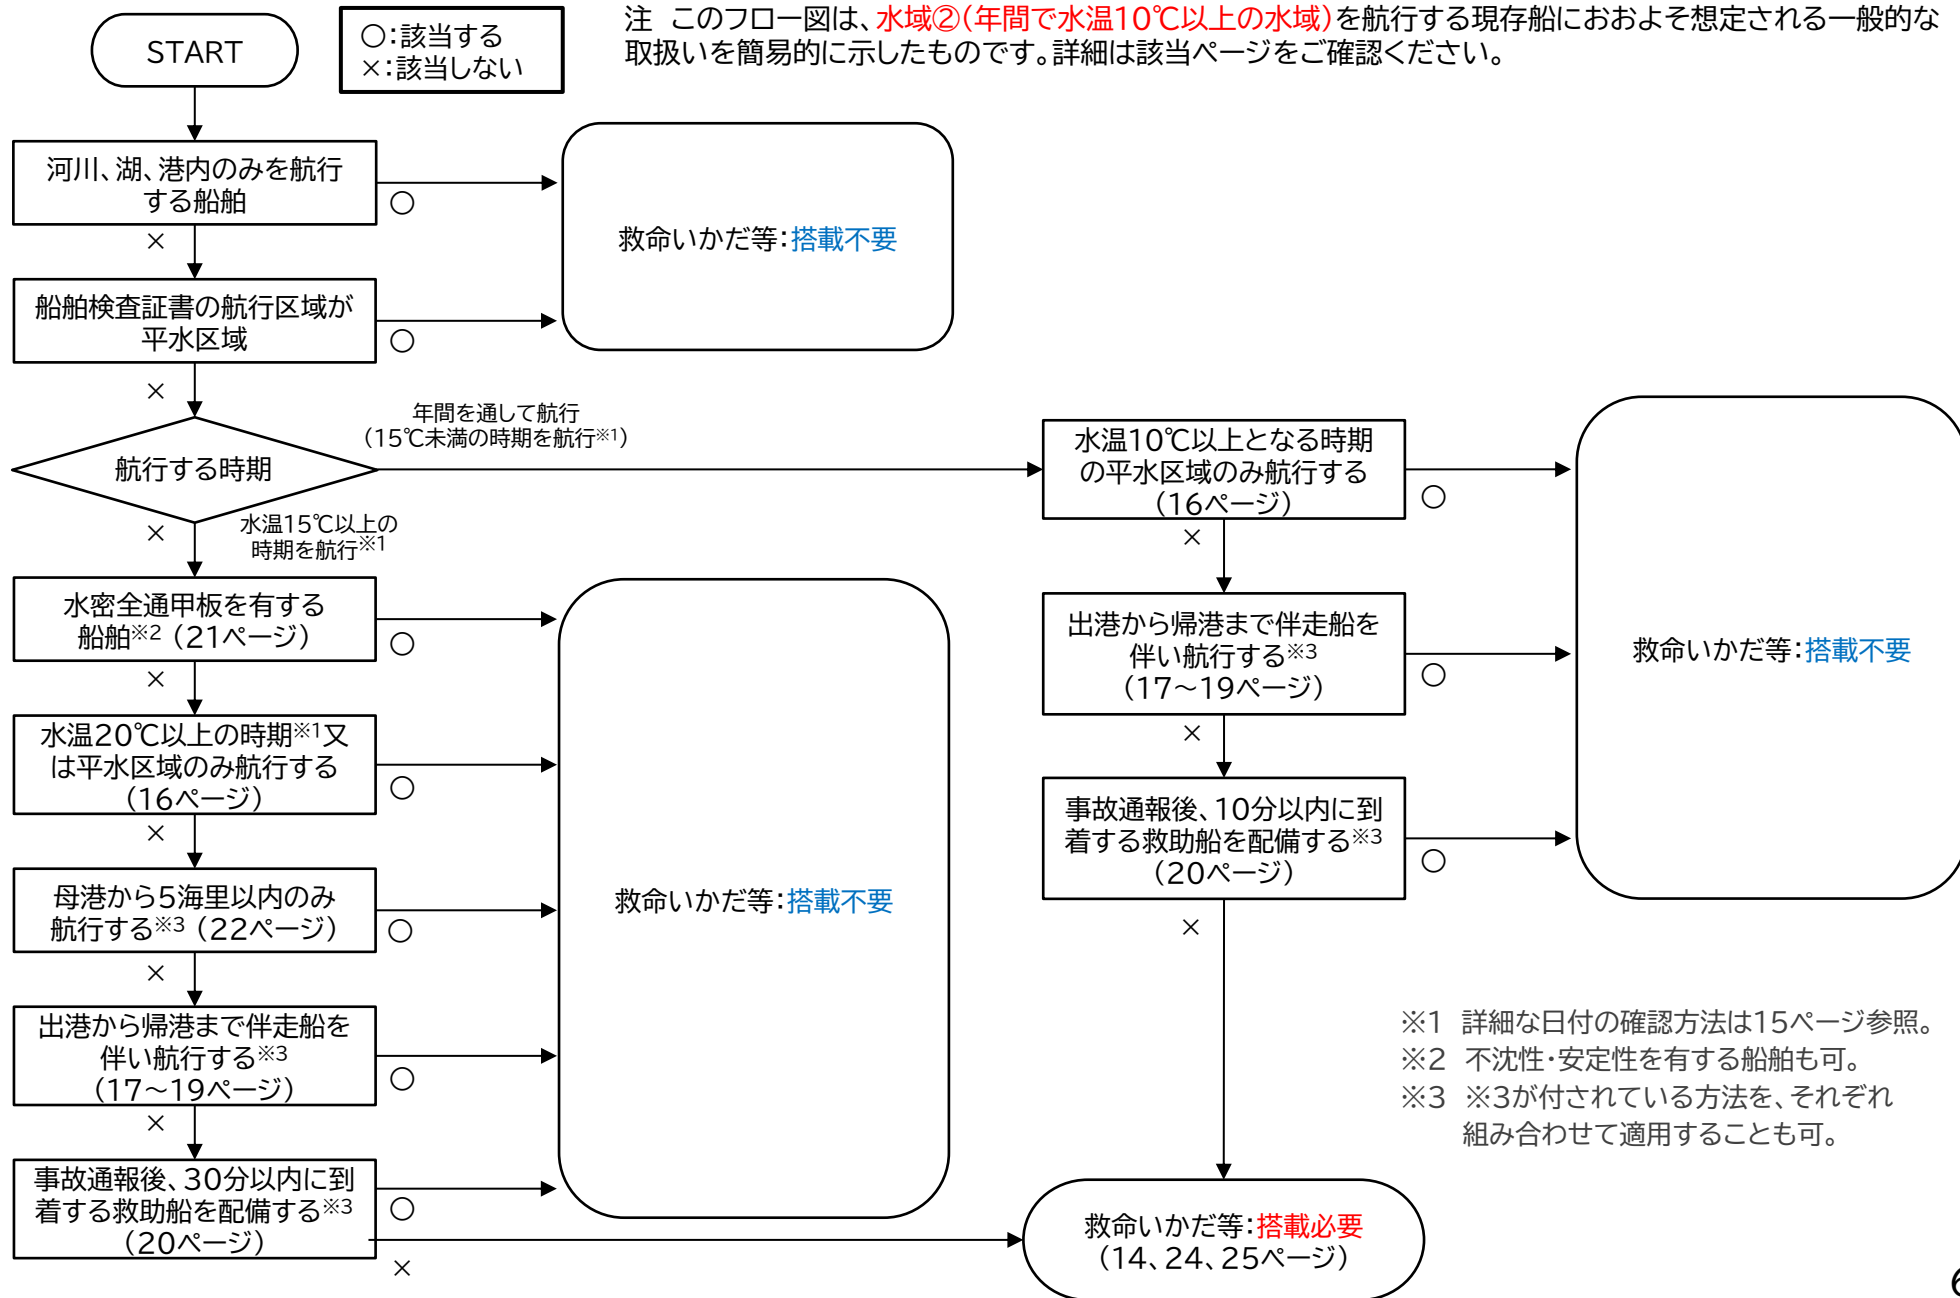 START
○:該当する
×:該当しない
注　このフロー図は、水域②(年間で水温10℃以上の水域)を航行する現存船におおよそ想定される一般的な
取扱いを簡易的に示したものです。詳細は該当ページをご確認ください。
河川、湖、港内のみを航行
する船舶
○
×
救命いかだ等:搭載不要
船舶検査証書の航行区域が
平水区域
○
×
航行する時期
年間を通して航行
(15℃未満の時期を航行※1)
×
水温15℃以上の
時期を航行※1
水密全通甲板を有する
船舶※2 (21ページ)
○
×
水温20℃以上の時期※1又
は平水区域のみ航行する
(16ページ)
○
×
母港から5海里以内のみ
航行する※3 (22ページ)
○
×
出港から帰港まで伴走船を
伴い航行する※3
(17～19ページ)
○
×
事故通報後、30分以内に到
着する救助船を配備する※3
(20ページ)
○
×
救命いかだ等:搭載不要
水温10℃以上となる時期
の平水区域のみ航行する
(16ページ)
○
×
出港から帰港まで伴走船を
伴い航行する※3
(17～19ページ)
○
×
事故通報後、10分以内に到
着する救助船を配備する※3
(20ページ)
○
×
救命いかだ等:搭載不要
救命いかだ等:搭載必要
(14、24、25ページ)
※1　詳細な日付の確認方法は15ページ参照。
※2　不沈性・安定性を有する船舶も可。
※3　※3が付されている方法を、それぞれ
組み合わせて適用することも可。